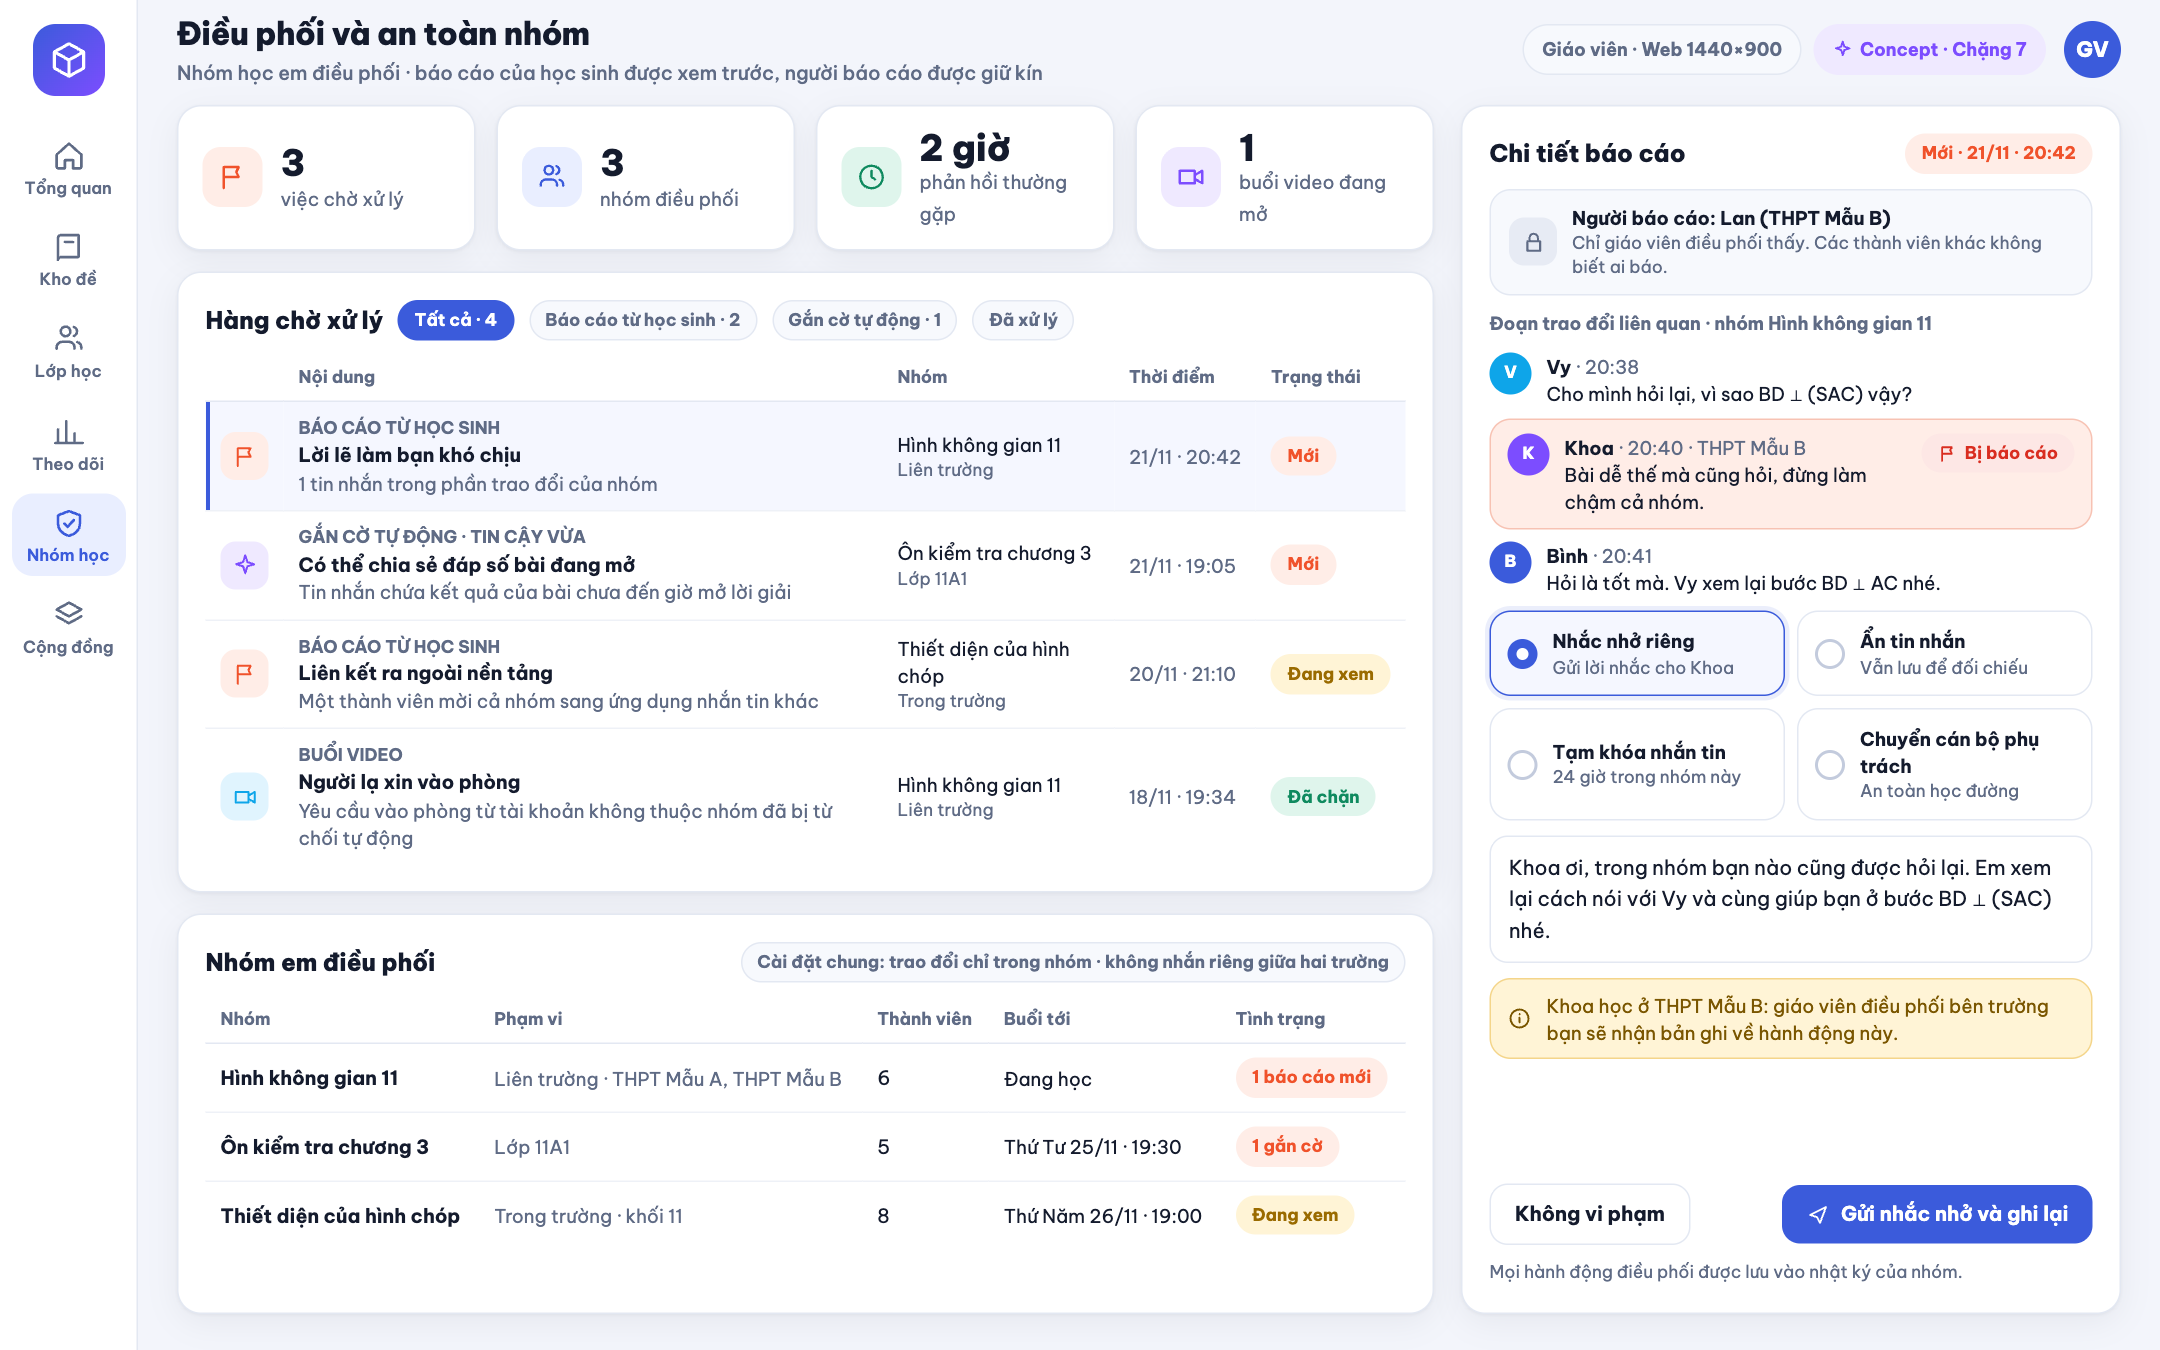 Điều phối và an toàn nhóm
Nhóm học em điều phối · báo cáo của học sinh được xem trước, người báo cáo được giữ kín
Giáo viên · Web 1440×900
Concept · Chặng 7
GV
Tổng quan
Kho đề
Lớp học
Theo dõi
Nhóm học
Cộng đồng
3
việc chờ xử lý
3
nhóm điều phối
2 giờ
phản hồi thường
gặp
1
buổi video đang
mở
Hàng chờ xử lý
Tất cả · 4
Báo cáo từ học sinh · 2
Gắn cờ tự động · 1
Đã xử lý
Nội dung
Nhóm
Thời điểm
Trạng thái
BÁO CÁO TỪ HỌC SINH
Lời lẽ làm bạn khó chịu
1 tin nhắn trong phần trao đổi của nhóm
Hình không gian 11
Liên trường
21/11 · 20:42
Mới
GẮN CỜ TỰ ĐỘNG · TIN CẬY VỪA
Có thể chia sẻ đáp số bài đang mở
Tin nhắn chứa kết quả của bài chưa đến giờ mở lời giải
Ôn kiểm tra chương 3
Lớp 11A1
21/11 · 19:05
Mới
BÁO CÁO TỪ HỌC SINH
Liên kết ra ngoài nền tảng
Một thành viên mời cả nhóm sang ứng dụng nhắn tin khác
Thiết diện của hình
chóp
Trong trường
20/11 · 21:10
Đang xem
BUỔI VIDEO
Người lạ xin vào phòng
Yêu cầu vào phòng từ tài khoản không thuộc nhóm đã bị từ
chối tự động
Hình không gian 11
Liên trường
18/11 · 19:34
Đã chặn
Nhóm em điều phối
Cài đặt chung: trao đổi chỉ trong nhóm · không nhắn riêng giữa hai trường
Nhóm
Phạm vi
Thành viên
Buổi tới
Tình trạng
Hình không gian 11
Liên trường · THPT Mẫu A, THPT Mẫu B
6
Đang học
1 báo cáo mới
Ôn kiểm tra chương 3
Lớp 11A1
5
Thứ Tư 25/11 · 19:30
1 gắn cờ
Thiết diện của hình chóp
Trong trường · khối 11
8
Thứ Năm 26/11 · 19:00
Đang xem
Chi tiết báo cáo
Mới · 21/11 · 20:42
Người báo cáo: Lan (THPT Mẫu B)
Chỉ giáo viên điều phối thấy. Các thành viên khác không
biết ai báo.
Đoạn trao đổi liên quan · nhóm Hình không gian 11
V
Vy · 20:38
Cho mình hỏi lại, vì sao BD ⊥ (SAC) vậy?
K
Khoa · 20:40 · THPT Mẫu B
Bị báo cáo
Bài dễ thế mà cũng hỏi, đừng làm
chậm cả nhóm.
B
Bình · 20:41
Hỏi là tốt mà. Vy xem lại bước BD ⊥ AC nhé.
Nhắc nhở riêng
Gửi lời nhắc cho Khoa
Ẩn tin nhắn
Vẫn lưu để đối chiếu
Tạm khóa nhắn tin
24 giờ trong nhóm này
Chuyển cán bộ phụ
trách
An toàn học đường
Khoa ơi, trong nhóm bạn nào cũng được hỏi lại. Em xem
lại cách nói với Vy và cùng giúp bạn ở bước BD ⊥ (SAC)
nhé.
Khoa học ở THPT Mẫu B: giáo viên điều phối bên trường
bạn sẽ nhận bản ghi về hành động này.
Không vi phạm
Gửi nhắc nhở và ghi lại
Mọi hành động điều phối được lưu vào nhật ký của nhóm.